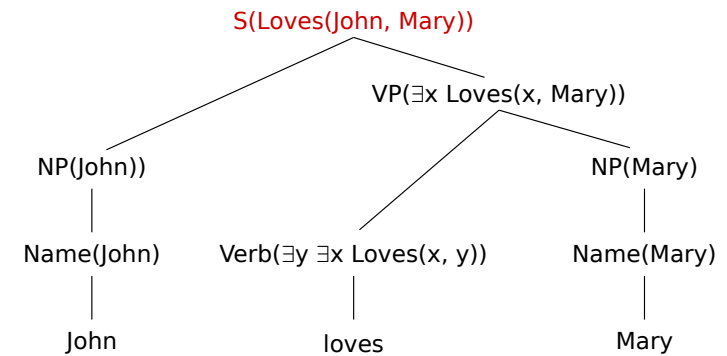 S(Loves(John, Mary))
VP(∃x Loves(x, Mary))
NP(John))
NP(Mary)
Name(John)
Verb(∃y ∃x Loves(x, y))
Name(Mary)
John
loves
Mary